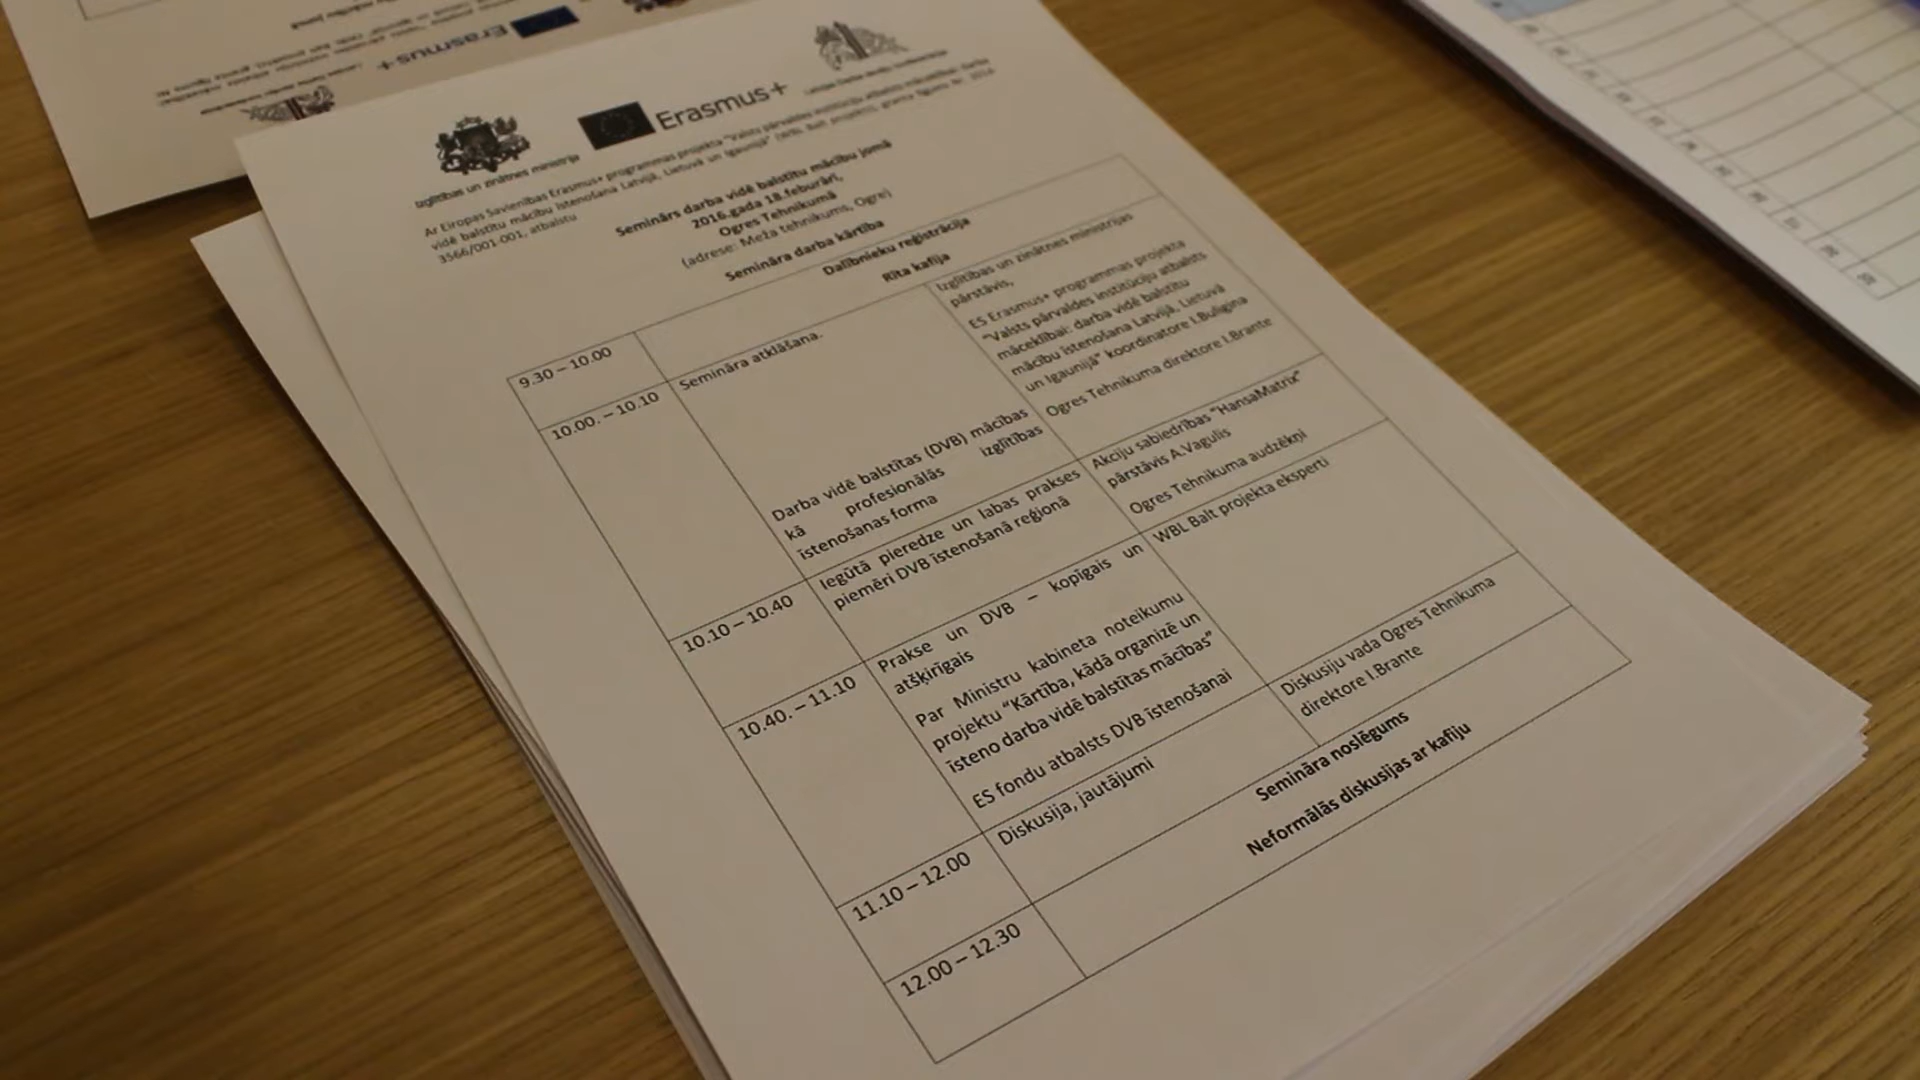 Erasmus+
Izglītības un zinātnes ministrija
Ar Eiropas Savienības Erasmus+ programmas projekta "Valsts pārvaldes institūciju atbalsts māceklībai: darba
vidē balstītu mācību īstenošana Latvijā, Lietuvā un Igaunijā" (WBL Balt projekts), granta līgums Nr. 2014
3566/001-001, atbalstu
Seminārs darba vidē balstītu mācību jomā
2016.gada 18.feburārī,
Ogres Tehnikumā
(adrese: Meža tehnikums, Ogre)
Semināra darba kārtība
9.30 – 10.00
Dalībnieku reģistrācija
Rīta kafija
10.00. – 10.10
Semināra atklāšana.
Izglītības un zinātnes ministrijas
pārstāvis,
ES Erasmus+ programmas projekta
"Valsts pārvaldes institūciju atbalsts
māceklībai: darba vidē balstītu
mācību īstenošana Latvijā, Lietuvā
un Igaunijā" koordinatore I.Buligina
Ogres Tehnikuma direktore I.Brante
Darba vidē balstītas (DVB) mācības
kā profesionālās izglītības
īstenošanas forma
10.10 – 10.40
Iegūtā pieredze un labas prakses
piemēri DVB īstenošanā reģionā
Akciju sabiedrības "HansaMatrix"
pārstāvis A.Vagulis
Ogres Tehnikuma audzēkņi
10.40. – 11.10
Prakse un DVB – kopīgais un
atšķirīgais
Par Ministru kabineta noteikumu
projektu "Kārtība, kādā organizē un
īsteno darba vidē balstītas mācības"
ES fondu atbalsts DVB īstenošanai
WBL Balt projekta eksperti
11.10 – 12.00
Diskusija, jautājumi
Diskusiju vada Ogres Tehnikuma
direktore I.Brante
12.00 – 12.30
Semināra noslēgums
Neformālās diskusijas ar kafiju
Erasmus+